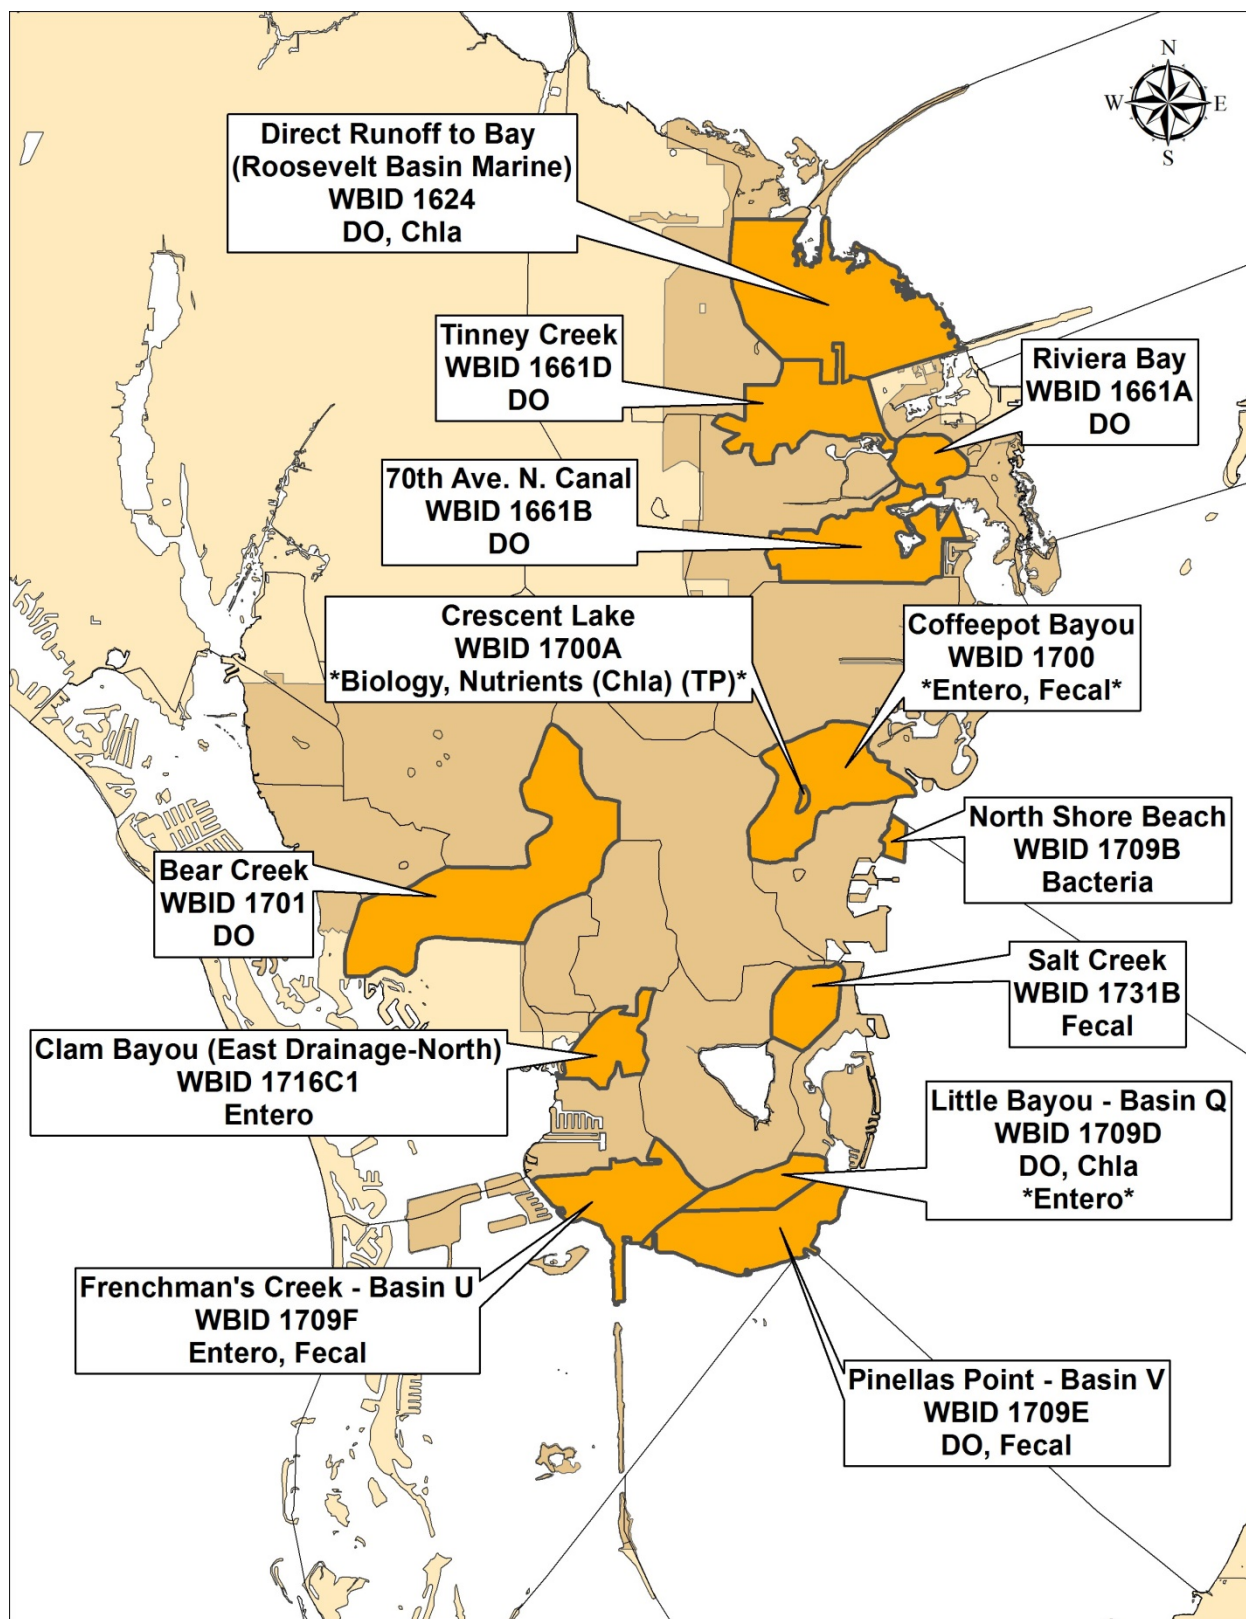 N
W E
S
Direct Runoff to Bay
(Roosevelt Basin Marine)
WBID 1624
DO, Chla
Tinney Creek
WBID 1661D
DO
Riviera Bay
WBID 1661A
DO
70th Ave. N. Canal
WBID 1661B
DO
Crescent Lake
WBID 1700A
*Biology, Nutrients (Chla) (TP)*
Coffeepot Bayou
WBID 1700
*Entero, Fecal*
North Shore Beach
WBID 1709B
Bacteria
Bear Creek
WBID 1701
DO
Salt Creek
WBID 1731B
Fecal
Clam Bayou (East Drainage-North)
WBID 1716C1
Entero
Little Bayou - Basin Q
WBID 1709D
DO, Chla
*Entero*
Frenchman's Creek - Basin U
WBID 1709F
Entero, Fecal
Pinellas Point - Basin V
WBID 1709E
DO, Fecal